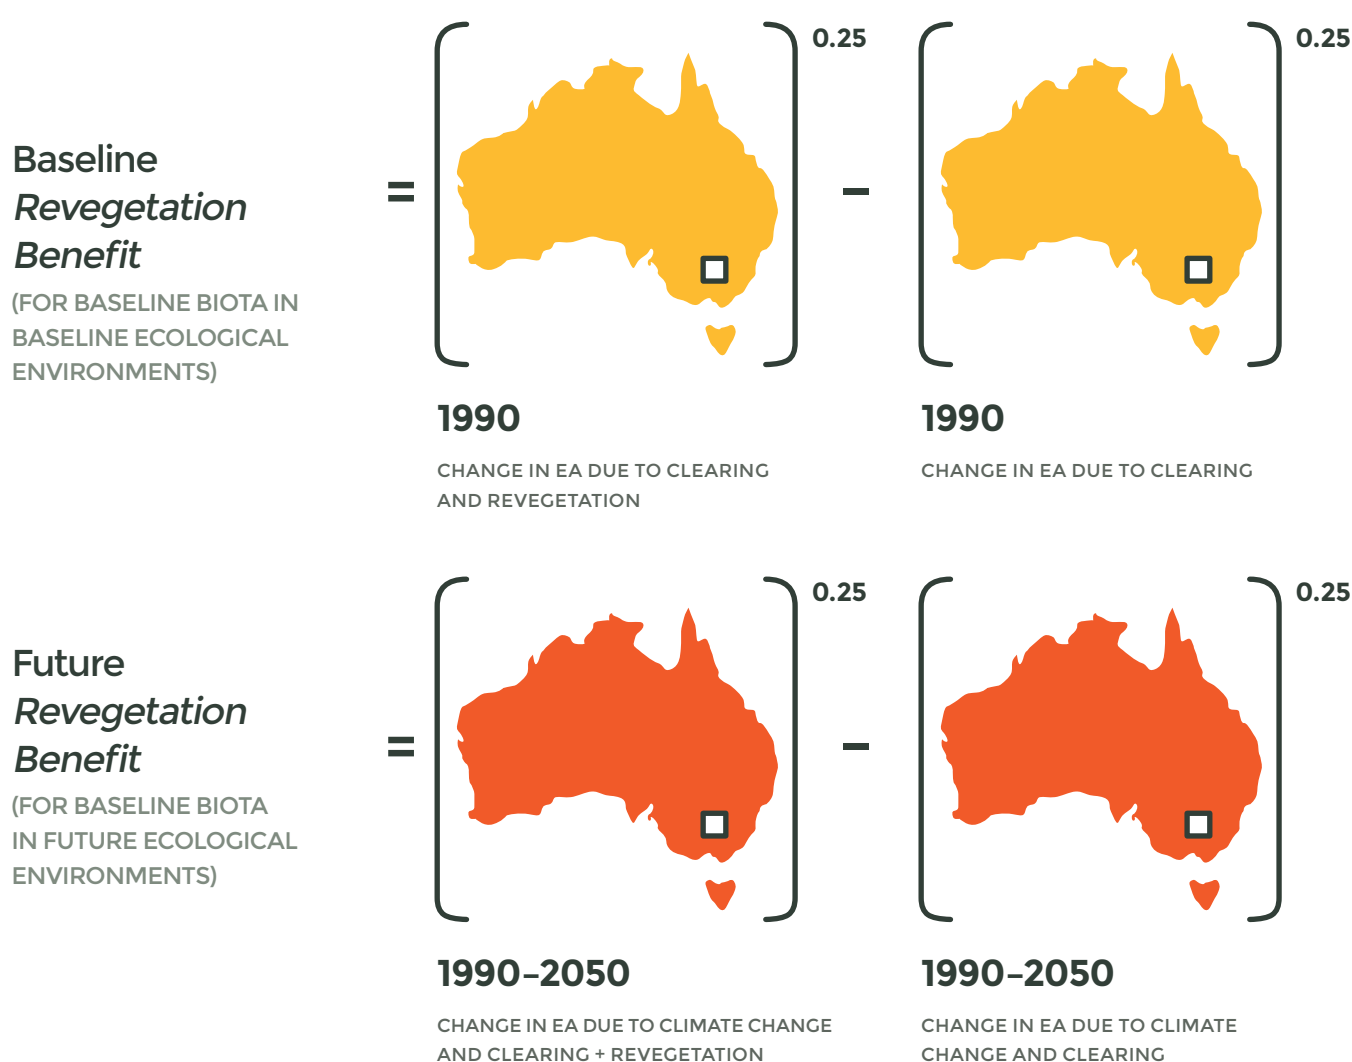 Baseline
Revegetation
Benefit
(FOR BASELINE BIOTA IN
BASELINE ECOLOGICAL
ENVIRONMENTS)
=
0.25
–
0.25
1990
CHANGE IN EA DUE TO CLEARING
AND REVEGETATION
1990
CHANGE IN EA DUE TO CLEARING
Future
Revegetation
Benefit
(FOR BASELINE BIOTA
IN FUTURE ECOLOGICAL
ENVIRONMENTS)
=
0.25
–
0.25
1990–2050
CHANGE IN EA DUE TO CLIMATE CHANGE
AND CLEARING + REVEGETATION
1990–2050
CHANGE IN EA DUE TO CLIMATE
CHANGE AND CLEARING